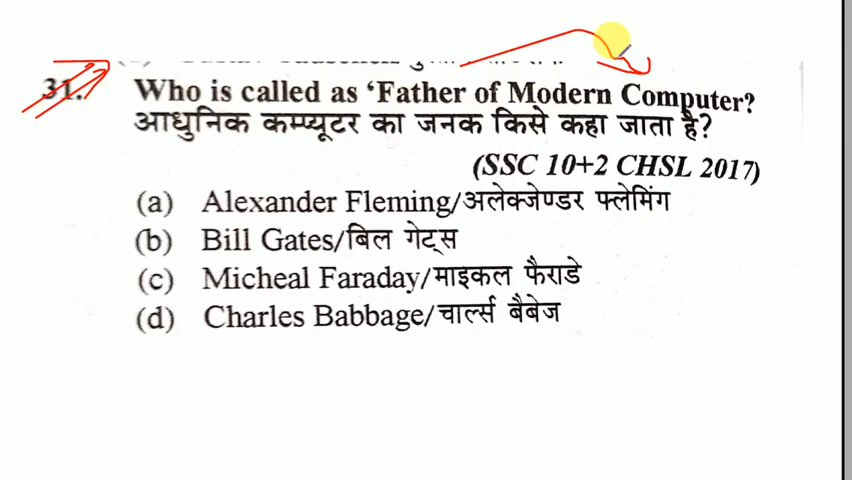 31. Who is called as ‘Father of Modern Computer?
आधुनिक कम्प्यूटर का जनक किसे कहा जाता है?
(SSC 10+2 CHSL 2017)
(a) Alexander Fleming/अलेक्जेण्डर फ्लेमिंग
(b) Bill Gates/बिल गेट्स
(c) Micheal Faraday/माइकल फैराडे
(d) Charles Babbage/चार्ल्स बैबेज